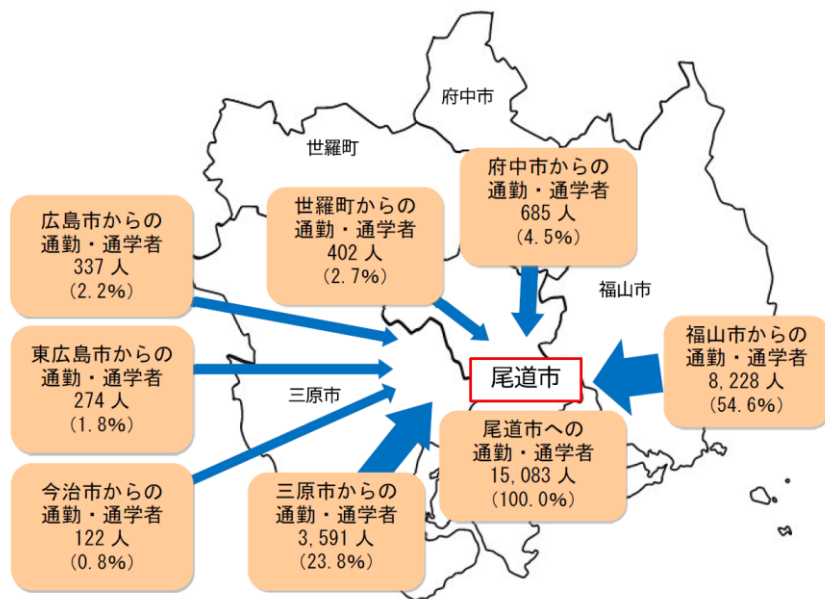 府中市
世羅町
府中市からの
通勤・通学者
685 人
(4.5%)
世羅町からの
通勤・通学者
402 人
(2.7%)
広島市からの
通勤・通学者
337 人
(2.2%)
福山市
福山市からの
通勤・通学者
8,228 人
(54.6%)
東広島市からの
通勤・通学者
274 人
(1.8%)
三原市
尾道市
尾道市への
通勤・通学者
15,083 人
(100.0%)
今治市からの
通勤・通学者
122 人
(0.8%)
三原市からの
通勤・通学者
3,591 人
(23.8%)